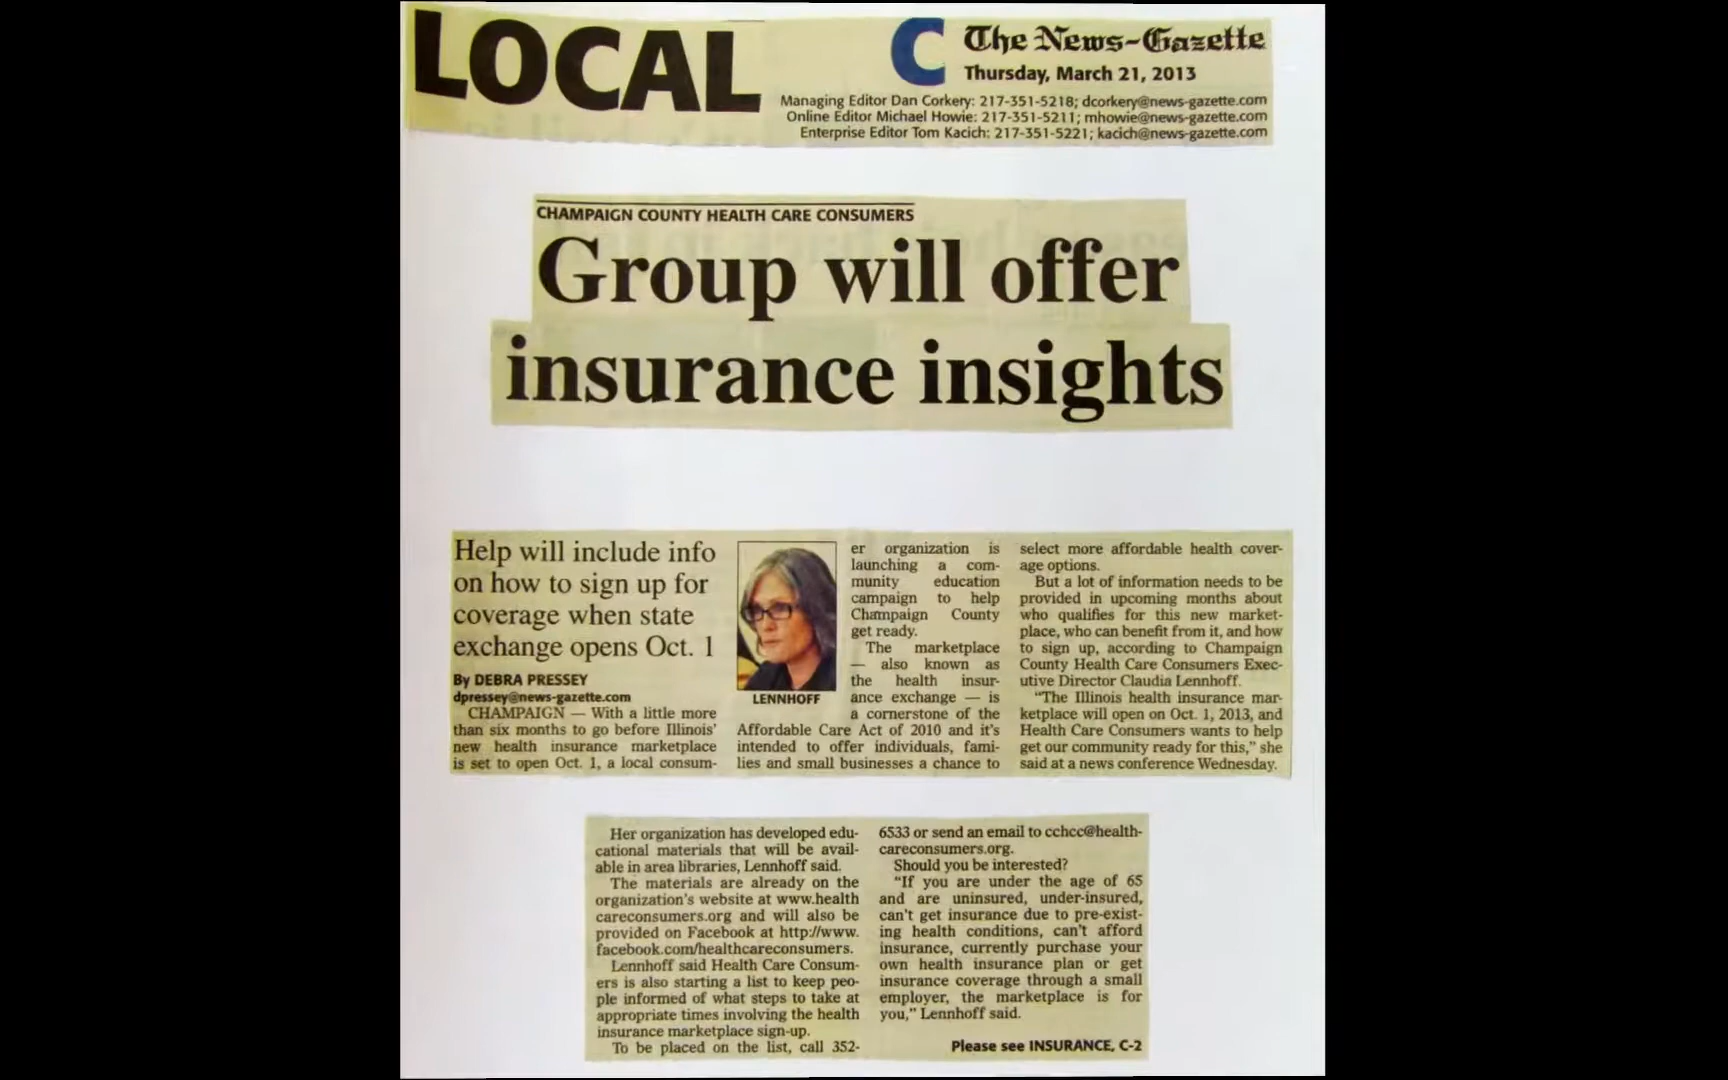 LOCAL
C The News-Gazette
Thursday, March 21, 2013
Managing Editor Dan Corkery: 217-351-5218; dcorkery@news-gazette.com
Online Editor Michael Howie: 217-351-5211; mhowie@news-gazette.com
Enterprise Editor Tom Kacich: 217-351-5221; kacich@news-gazette.com
CHAMPAIGN COUNTY HEALTH CARE CONSUMERS
Group will offer
insurance insights
Help will include info
on how to sign up for
coverage when state
exchange opens Oct. 1
By DEBRA PRESSEY
dpressey@news-gazette.com
CHAMPAIGN — With a little more
than six months to go before Illinois'
new health insurance marketplace
is set to open Oct. 1, a local consum-
LENNHOFF
er organization is
launching a com-
munity education
campaign to help
Champaign County
get ready.
The marketplace
— also known as
the health insur-
ance exchange — is
a cornerstone of the
Affordable Care Act of 2010 and it's
intended to offer individuals, fami-
lies and small businesses a chance to
select more affordable health cover-
age options.
But a lot of information needs to be
provided in upcoming months about
who qualifies for this new market-
place, who can benefit from it, and how
to sign up, according to Champaign
County Health Care Consumers Exec-
utive Director Claudia Lennhoff.
"The Illinois health insurance mar-
ketplace will open on Oct. 1, 2013, and
Health Care Consumers wants to help
get our community ready for this," she
said at a news conference Wednesday.
Her organization has developed edu-
cational materials that will be avail-
able in area libraries, Lennhoff said.
The materials are already on the
organization's website at www.health
careconsumers.org and will also be
provided on Facebook at http://www.
facebook.com/healthcareconsumers.
Lennhoff said Health Care Consum-
ers is also starting a list to keep peo-
ple informed of what steps to take at
appropriate times involving the health
insurance marketplace sign-up.
To be placed on the list, call 352-
6533 or send an email to cchcc@health-
careconsumers.org.
Should you be interested?
"If you are under the age of 65
and are uninsured, under-insured,
can't get insurance due to pre-exist-
ing health conditions, can't afford
insurance, currently purchase your
own health insurance plan or get
insurance coverage through a small
employer, the marketplace is for
you," Lennhoff said.
Please see INSURANCE, C-2